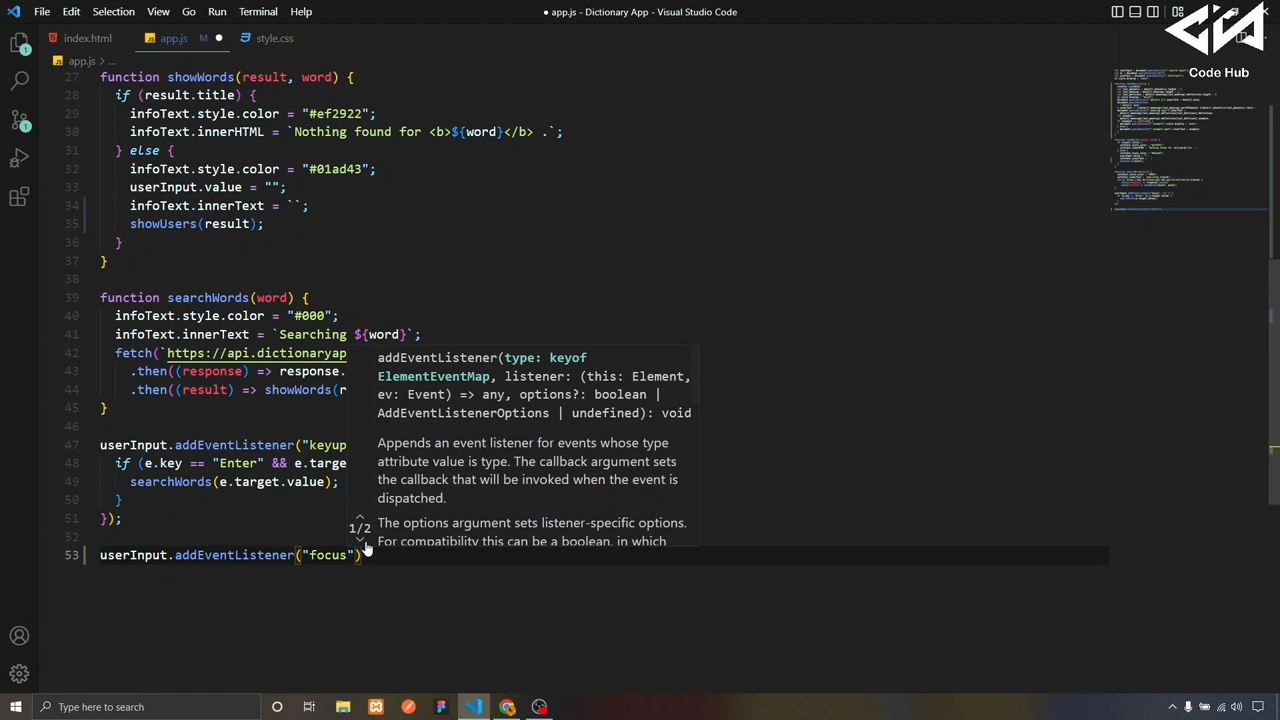 File Edit Selection View Go Run Terminal Help
● app.js - Dictionary App - Visual Studio Code
index.html
app.js M
style.css
Code Hub
app.js > ...
27 function showWords(result, word) {
28 if (result.title) {
29 infoText.style.color = "#ef2922";
30 infoText.innerHTML = `Nothing found for <b>${word}</b> .`;
31 } else {
32 infoText.style.color = "#01ad43";
33 userInput.value = "";
34 infoText.innerText = ``;
35 showUsers(result);
36 }
37 }
38
39 function searchWords(word) {
40 infoText.style.color = "#000";
41 infoText.innerText = `Searching ${word}`;
42 fetch(`https://api.dictionaryap
43 .then((response) => response.
44 .then((result) => showWords(r
45 }
46
47 userInput.addEventListener("keyup
48 if (e.key == "Enter" && e.targe
49 searchWords(e.target.value);
50 }
51 });
52
53 userInput.addEventListener("focus")
addEventListener(type: keyof
ElementEventMap, listener: (this: Element,
ev: Event) => any, options?: boolean |
AddEventListenerOptions | undefined): void
Appends an event listener for events whose type
attribute value is type. The callback argument sets
the callback that will be invoked when the event is
dispatched.
1/2
The options argument sets listener-specific options.
For compatibility this can be a boolean, in which
Type here to search